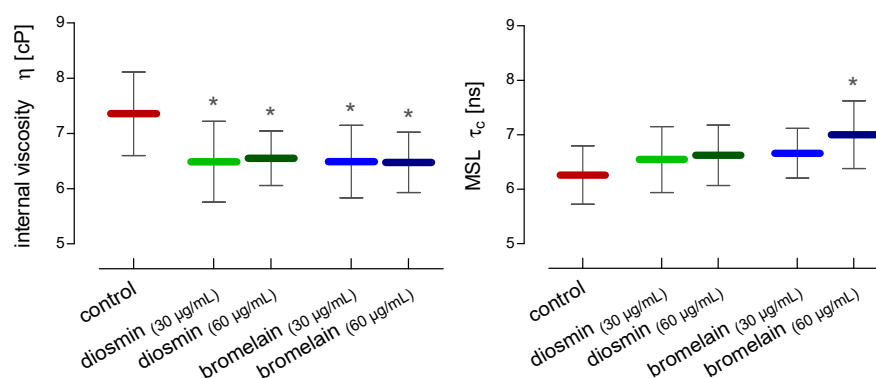 internal viscosity η [cP]
9
8
7
6
5
*
*
*
*
control
diosmin (30 µg/mL)
diosmin (60 µg/mL)
bromelain (30 µg/mL)
bromelain (60 µg/mL)
MSL τc [ns]
9
8
7
6
5
*
control
diosmin (30 µg/mL)
diosmin (60 µg/mL)
bromelain (30 µg/mL)
bromelain (60 µg/mL)